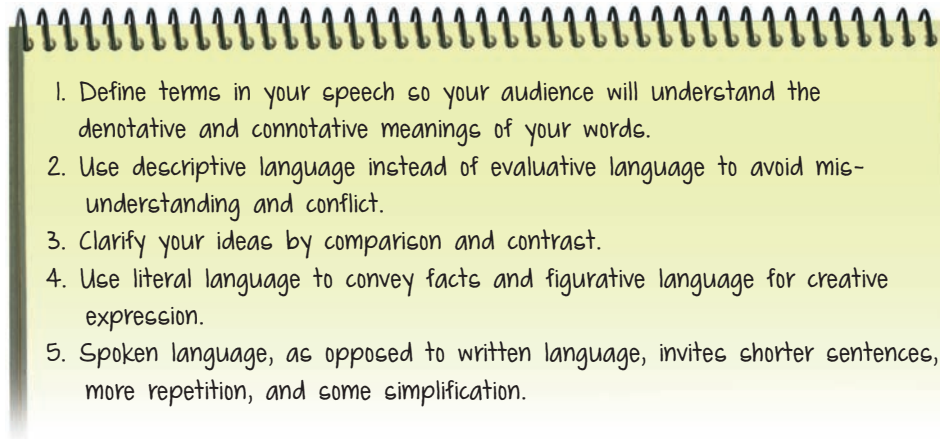 1. Define terms in your speech so your audience will understand the
denotative and connotative meanings of your words.
2. Use descriptive language instead of evaluative language to avoid mis-
understanding and conflict.
3. Clarify your ideas by comparison and contrast.
4. Use literal language to convey facts and figurative language for creative
expression.
5. Spoken language, as opposed to written language, invites shorter sentences,
more repetition, and some simplification.